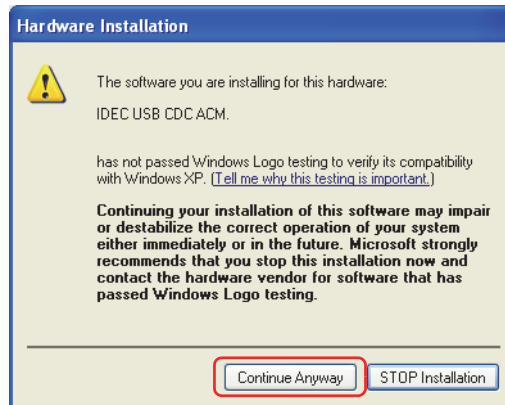 Hardware Installation
The software you are installing for this hardware:
IDEC USB CDC ACM.
has not passed Windows Logo testing to verify its compatibility
with Windows XP. (Tell me why this testing is important.)
Continuing your installation of this software may impair
or destabilize the correct operation of your system
either immediately or in the future. Microsoft strongly
recommends that you stop this installation now and
contact the hardware vendor for software that has
passed Windows Logo testing.
Continue Anyway
STOP Installation